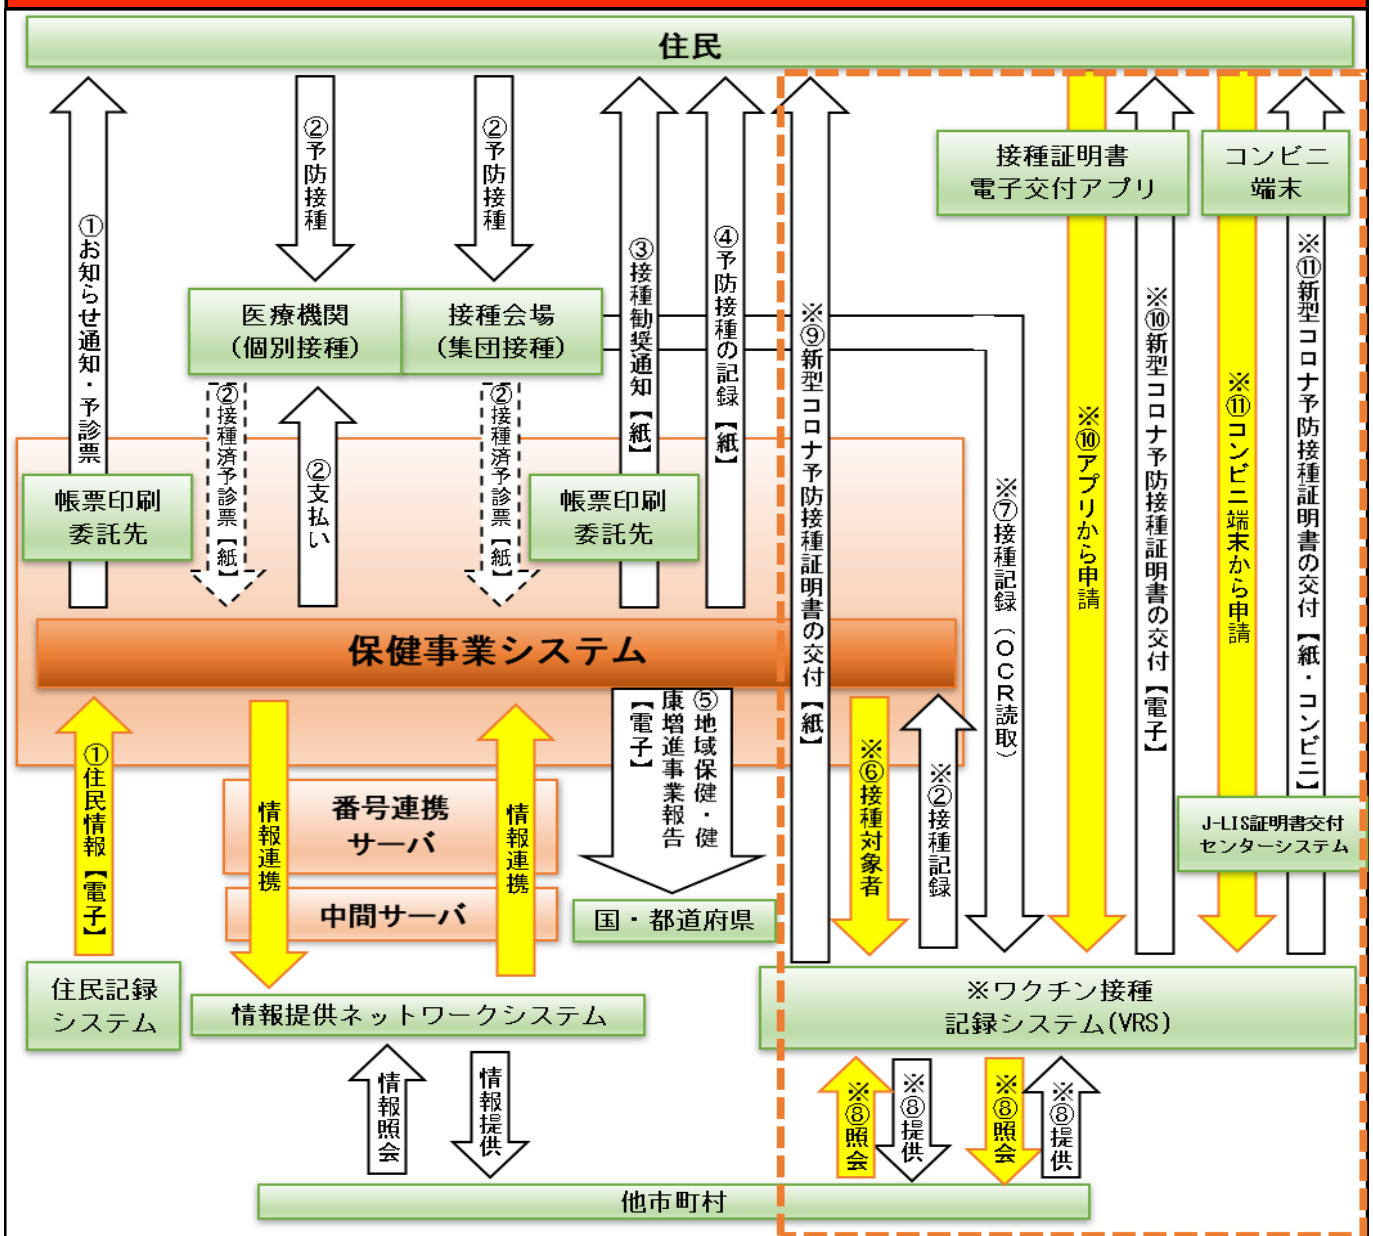 住民
①お知らせ通知・予診票
②予防接種
②予防接種
③接種勧奨通知【紙】
④予防接種の記録【紙】
※⑨新型コロナ予防接種証明書の交付【紙】
接種証明書
電子交付アプリ
コンビニ
端末
※⑩アプリから申請
※⑩新型コロナ予防接種証明書の交付【電子】
※⑪コンビニ端末から申請
※⑪新型コロナ予防接種証明書の交付【紙・コンビニ】
医療機関
(個別接種)
接種会場
(集団接種)
②接種済予診票【紙】
②支払い
②接種済予診票【紙】
※⑦接種記録(OCR読取)
帳票印刷
委託先
帳票印刷
委託先
保健事業システム
①住民情報【電子】
情報連携
番号連携
サーバ
中間サーバ
情報連携
⑤地域保健・健
康増進事業報告
【電子】
※⑥接種対象者
※②接種記録
J-LIS証明書交付
センターシステム
国・都道府県
住民記録
システム
情報提供ネットワークシステム
※ワクチン接種
記録システム(VRS)
情報照会
情報提供
※⑧照会
※⑧提供
※⑧照会
※⑧提供
他市町村